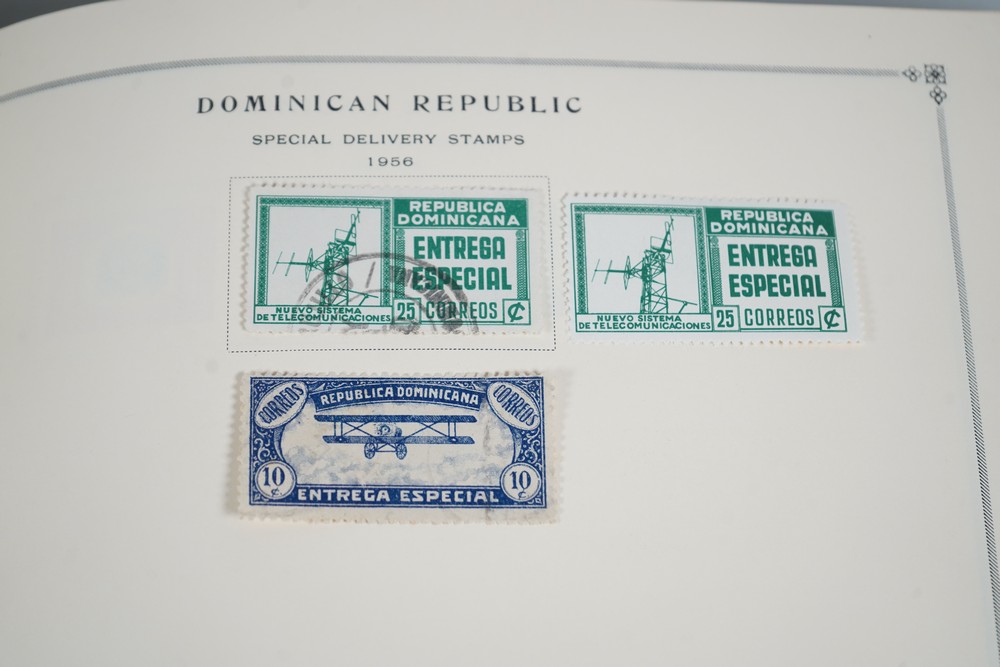 DOMINICAN REPUBLIC
SPECIAL DELIVERY STAMPS
1956
REPUBLICA
DOMINICANA
ENTREGA
ESPECIAL
NUEVO SISTEMA
DE TELECOMUNICACIONES
25 CORREOS ₵
REPUBLICA
DOMINICANA
ENTREGA
ESPECIAL
NUEVO SISTEMA
DE TELECOMUNICACIONES
25 CORREOS ₵
CORREOS
REPUBLICA DOMINICANA
CORREOS
10 ¢
ENTREGA ESPECIAL
10 ¢